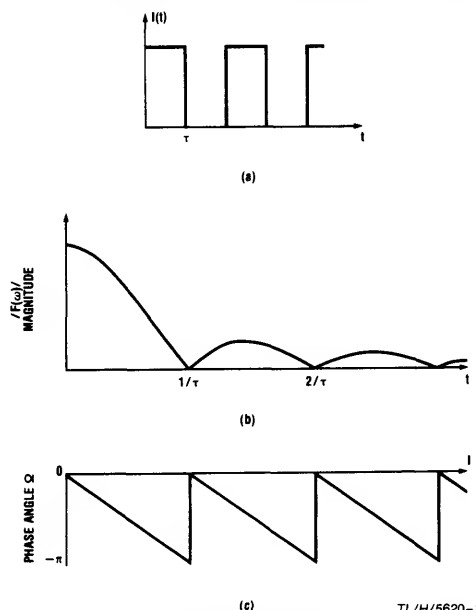 I(t)
τ
t
(a)
/F(ω)/
MAGNITUDE
1/τ
2/τ
t
(b)
0
I
PHASE ANGLE Ω
−π
(c)